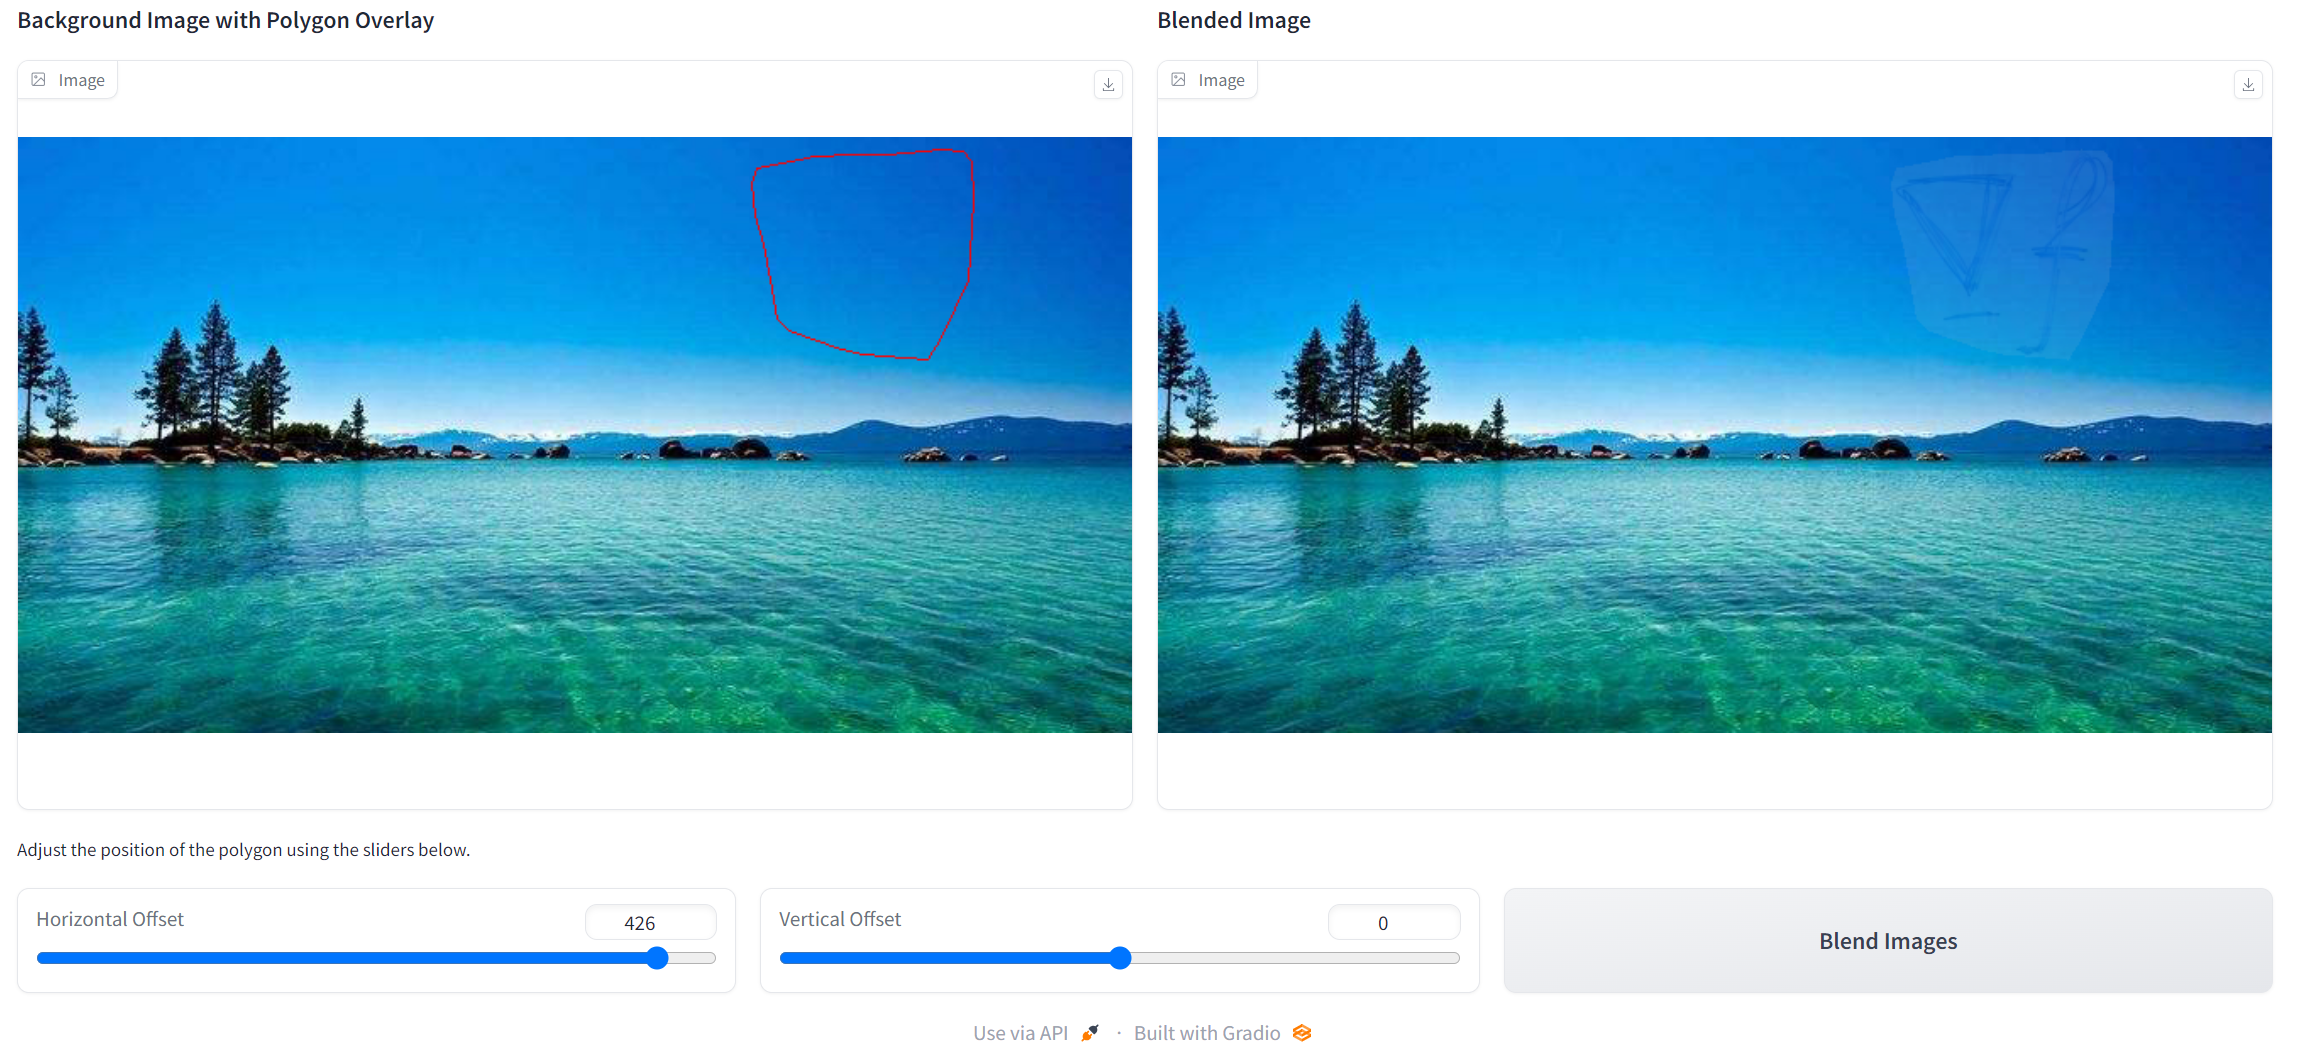 Background Image with Polygon Overlay
Blended Image
Image
Image
Adjust the position of the polygon using the sliders below.
Horizontal Offset
426
Vertical Offset
0
Blend Images
Use via API · Built with Gradio